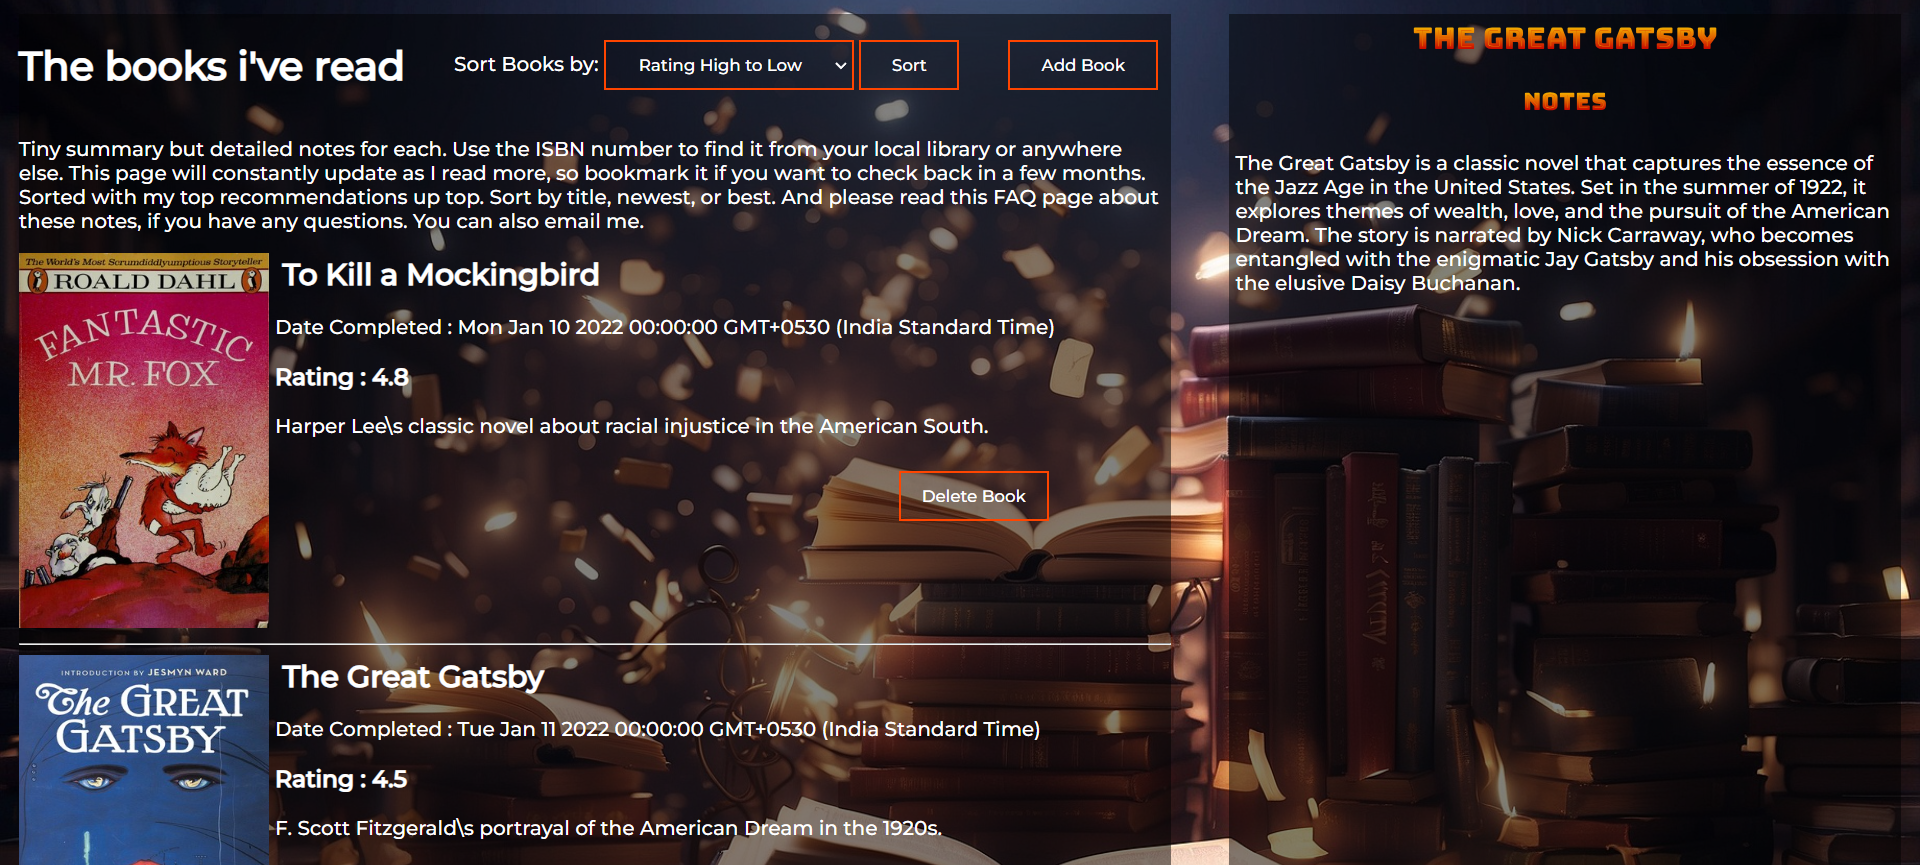 The books i've read
Sort Books by:
Rating High to Low
Sort
Add Book
Tiny summary but detailed notes for each. Use the ISBN number to find it from your local library or anywhere
else. This page will constantly update as I read more, so bookmark it if you want to check back in a few months.
Sorted with my top recommendations up top. Sort by title, newest, or best. And please read this FAQ page about
these notes, if you have any questions. You can also email me.
The World's Most Scrumdiddlyumptious Storyteller
ROALD DAHL
FANTASTIC
MR. FOX
To Kill a Mockingbird
Date Completed : Mon Jan 10 2022 00:00:00 GMT+0530 (India Standard Time)
Rating : 4.8
Harper Lee\s classic novel about racial injustice in the American South.
Delete Book
INTRODUCTION BY JESMYN WARD
The GREAT
GATSBY
The Great Gatsby
Date Completed : Tue Jan 11 2022 00:00:00 GMT+0530 (India Standard Time)
Rating : 4.5
F. Scott Fitzgerald\s portrayal of the American Dream in the 1920s.
THE GREAT GATSBY
NOTES
The Great Gatsby is a classic novel that captures the essence of
the Jazz Age in the United States. Set in the summer of 1922, it
explores themes of wealth, love, and the pursuit of the American
Dream. The story is narrated by Nick Carraway, who becomes
entangled with the enigmatic Jay Gatsby and his obsession with
the elusive Daisy Buchanan.